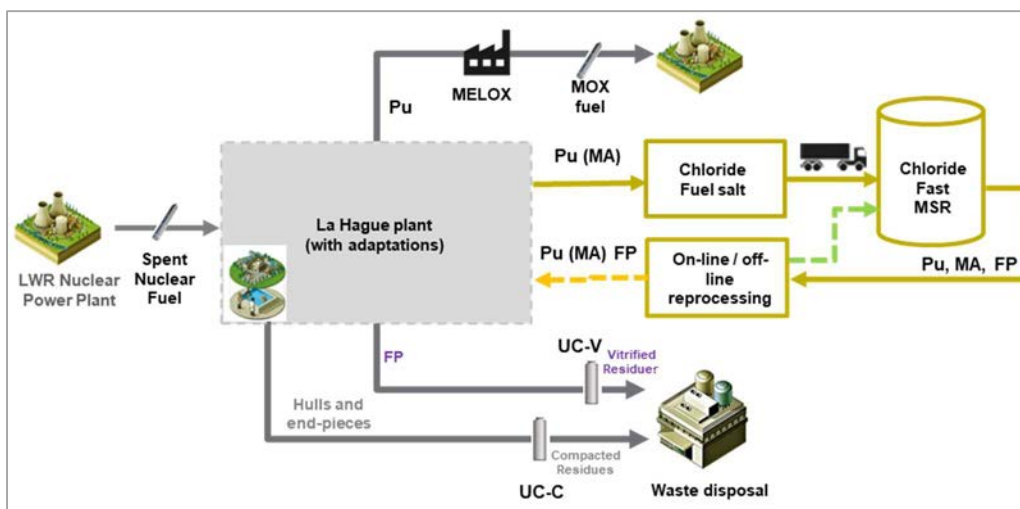 MELOX
MOX
fuel
Pu
Pu (MA)
Chloride
Fuel salt
Chloride
Fast
MSR
La Hague plant
(with adaptations)
LWR Nuclear
Power Plant
Spent
Nuclear
Fuel
Pu (MA) FP
On-line / off-
line
reprocessing
Pu, MA, FP
FP
UC-V
Vitrified
Residuer
Hulls and
end-pieces
Compacted
Residues
UC-C
Waste disposal